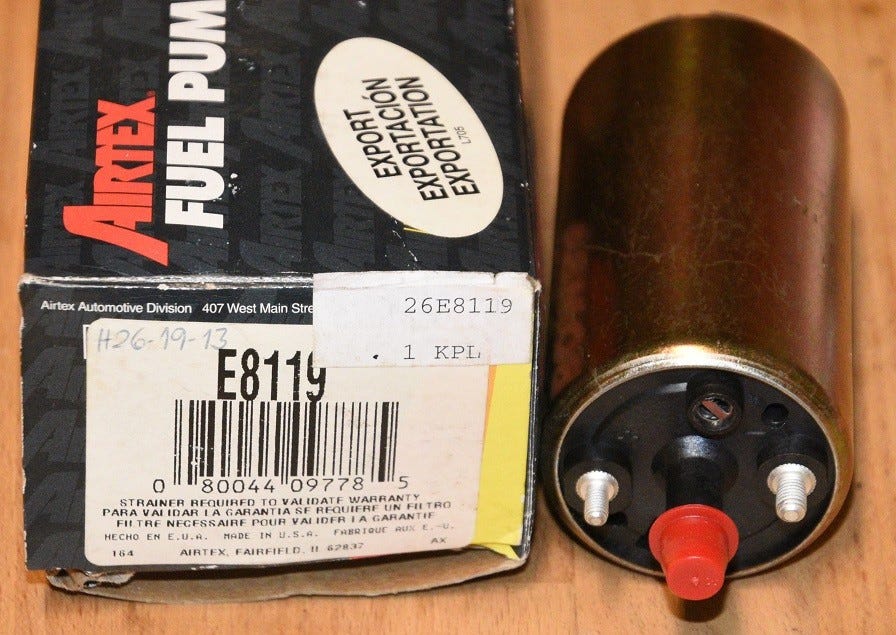 AIRTEX
FUEL PUM
EXPORT
EXPORTACIÓN
EXPORTATION
L705
Airtex Automotive Division 407 West Main
26E8119
. 1 KPL
H26-19-13
E8119
0 80044 09778 5
STRAINER REQUIRED TO VALIDATE WARRANTY
PARA VALIDAR LA GARANTIA SE REQUIERE UN FILTRO
FILTRE NECESSAIRE POUR VALIDER LA GARANTIE
HECHO EN E.U.A. MADE IN U.S.A. FABRIQUE AUX E.-U.
164 AIRTEX, FAIRFIELD, Il 62837 AX